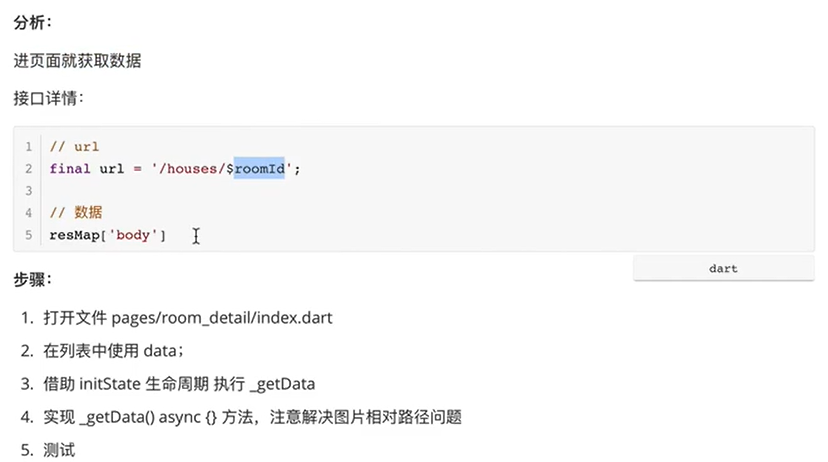 分析：
进页面就获取数据
接口详情：
1 // url
2 final url = '/houses/$roomId';
3
4 // 数据
5 resMap['body']
dart
步骤：
1. 打开文件 pages/room_detail/index.dart
2. 在列表中使用 data；
3. 借助 initState 生命周期 执行 _getData
4. 实现 _getData() async {} 方法，注意解决图片相对路径问题
5. 测试